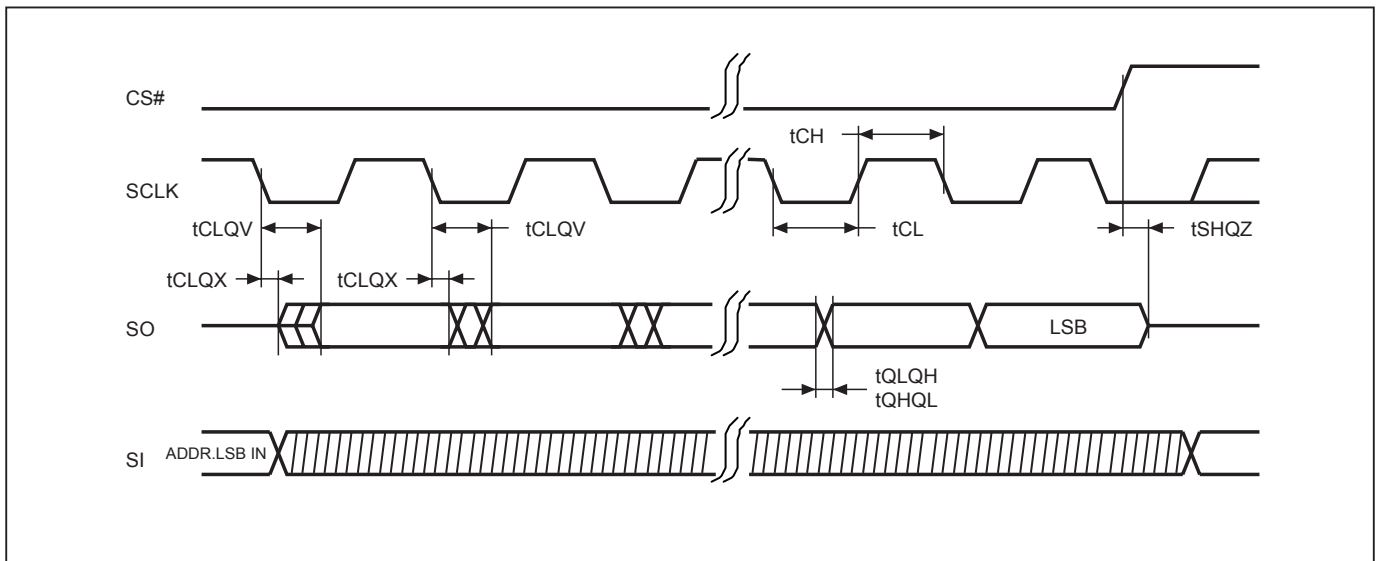 CS#
tCH
SCLK
tCLQV
tCLQV
tCL
tSHQZ
tCLQX
tCLQX
SO
LSB
tQLQH
tQHQL
SI
ADDR.LSB IN